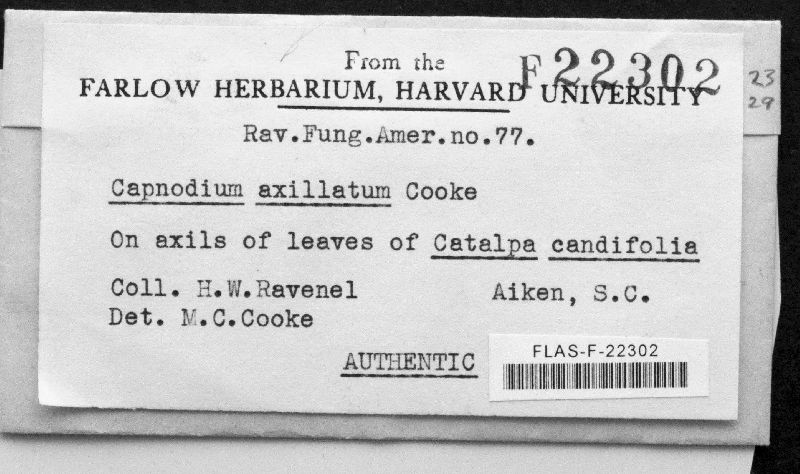 From the
F22302
FARLOW HERBARIUM, HARVARD UNIVERSITY
23
29
Rav.Fung.Amer.no.77.
Capnodium axillatum Cooke
On axils of leaves of Catalpa candifolia
Coll. H.W.Ravenel Aiken, S.C.
Det. M.C.Cooke
AUTHENTIC
FLAS-F-22302